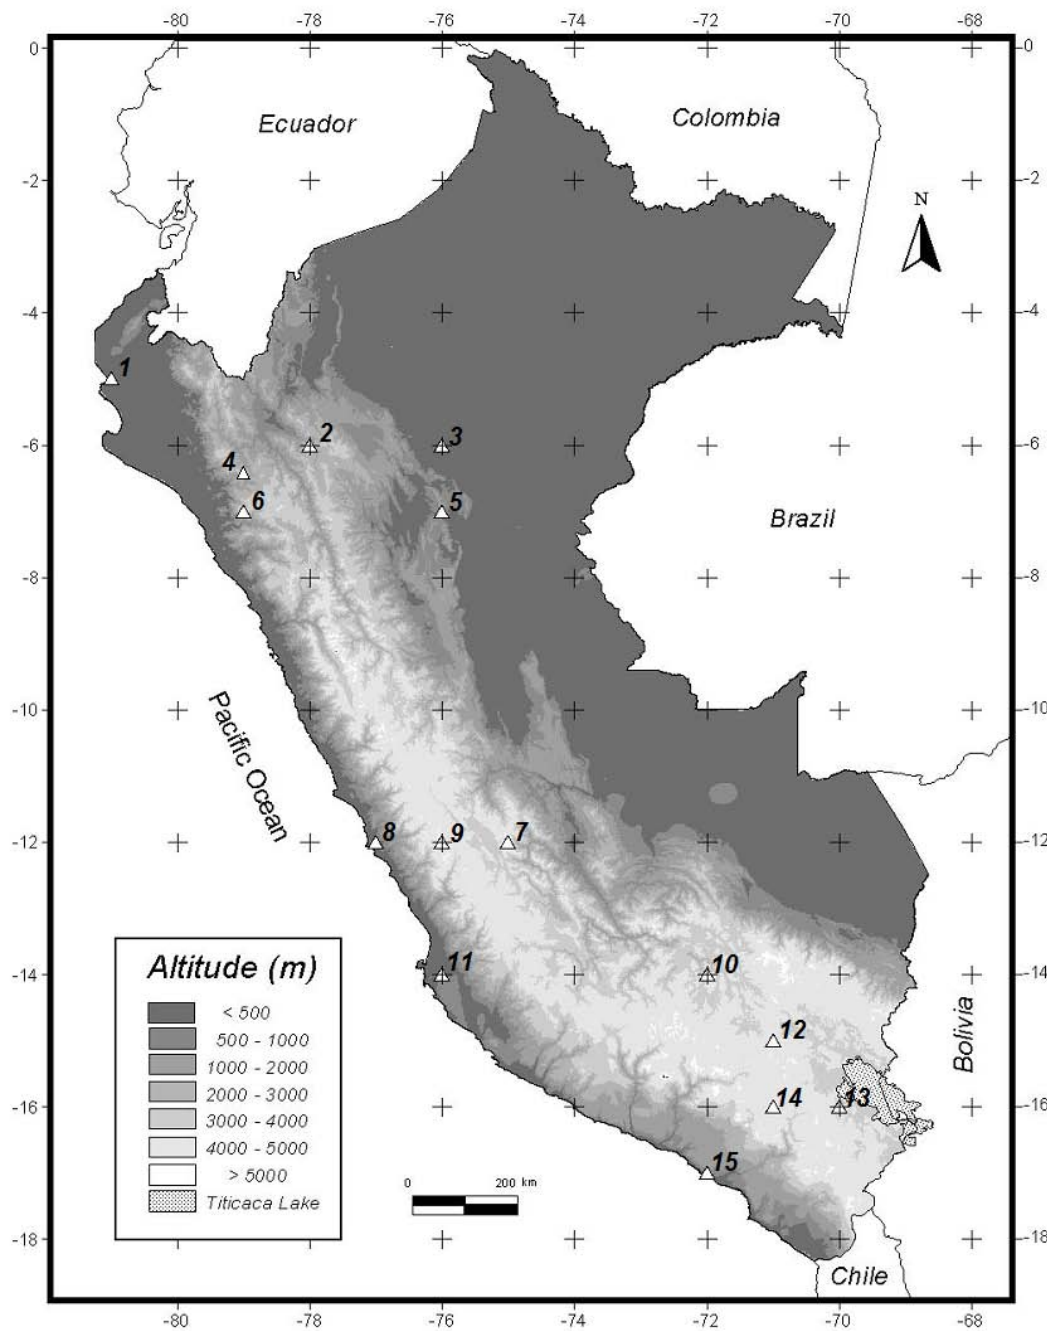 -80 -78 -76 -74 -72 -70 -68
0 0
Ecuador
Colombia
-2 -2
N
-4 -4
1
2
3
-6 -6
4
5
6
Brazil
-8 -8
Pacific Ocean
-10 -10
8
9
7
-12 -12
11
10
-14 -14
12
Bolivia
14
13
-16 -16
15
Altitude (m)
< 500
500 - 1000
1000 - 2000
2000 - 3000
3000 - 4000
4000 - 5000
> 5000
Titicaca Lake
0 200 km
-18 -18
Chile
-80 -78 -76 -74 -72 -70 -68